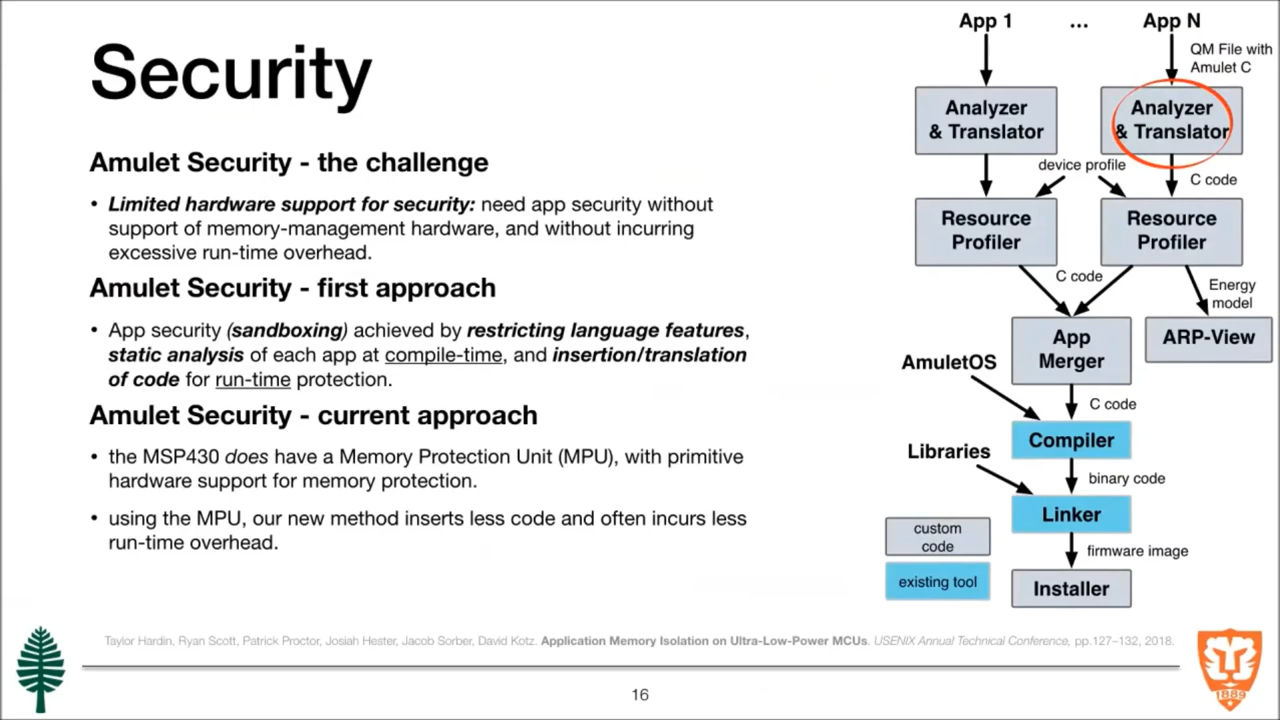 Security
Amulet Security - the challenge
• Limited hardware support for security: need app security without
support of memory-management hardware, and without incurring
excessive run-time overhead.
Amulet Security - first approach
• App security (sandboxing) achieved by restricting language features,
static analysis of each app at compile-time, and insertion/translation
of code for run-time protection.
Amulet Security - current approach
• the MSP430 does have a Memory Protection Unit (MPU), with primitive
hardware support for memory protection.
• using the MPU, our new method inserts less code and often incurs less
run-time overhead.
App 1 ... App N
QM File with
Amulet C
Analyzer
& Translator
Analyzer
& Translator
device profile
C code
Resource
Profiler
Resource
Profiler
C code
Energy
model
App
Merger
ARP-View
AmuletOS
C code
Compiler
Libraries
binary code
Linker
custom
code
firmware image
existing tool
Installer
Taylor Hardin, Ryan Scott, Patrick Proctor, Josiah Hester, Jacob Sorber, David Kotz. Application Memory Isolation on Ultra-Low-Power MCUs. USENIX Annual Technical Conference, pp.127–132, 2018.
16
1889